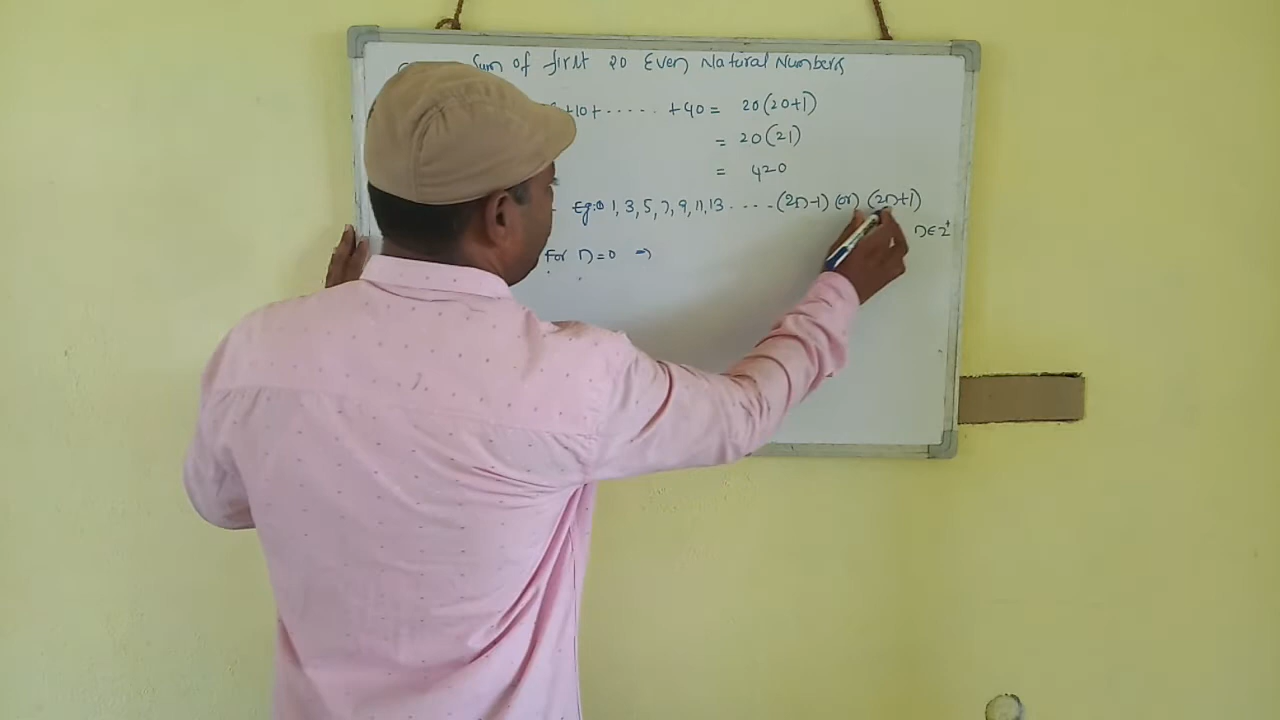 Sum of first 20 Even Natural Numbers
+10+ ..... +40 = 20(20+1)
= 20(21)
= 420
Eg:① 1, 3, 5, 7, 9, 11, 13 ..... (2n-1) (or) (2n+1)
n∈z⁺
For n=0 ⇒